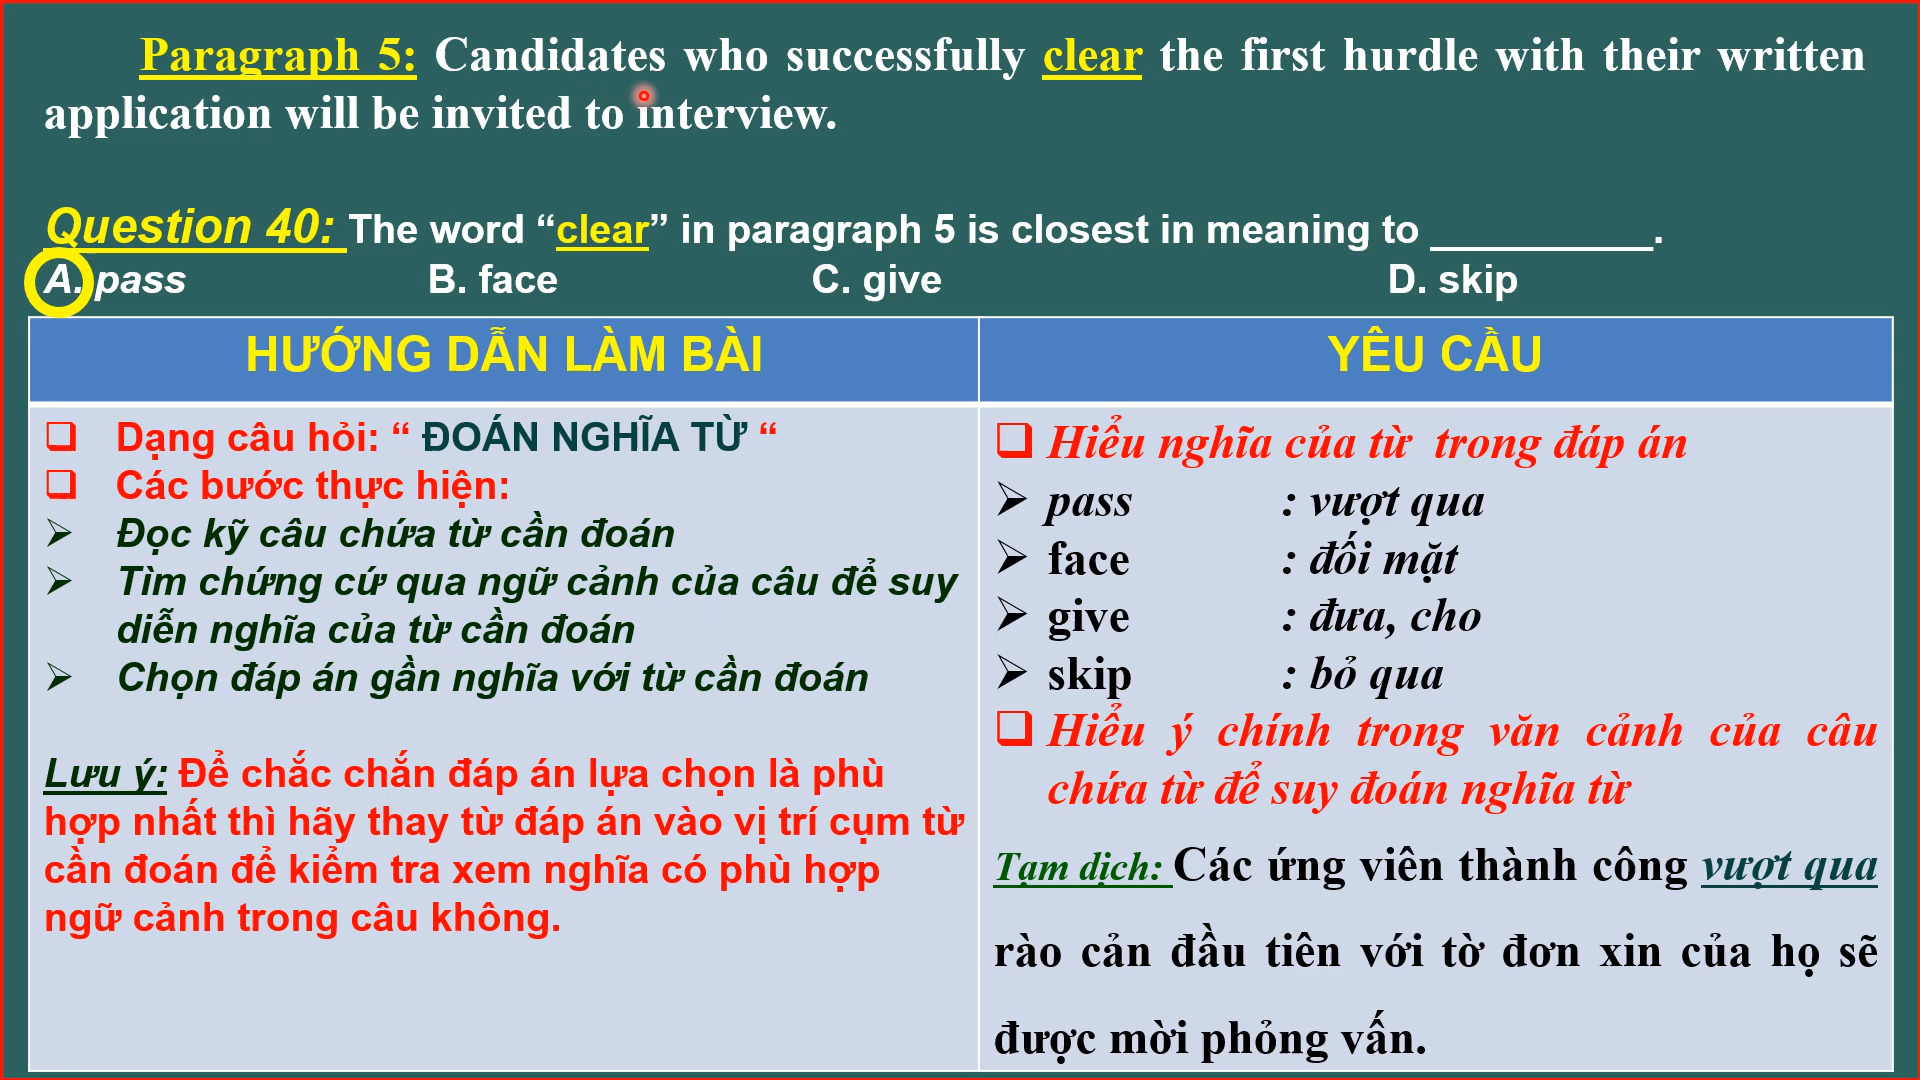 Paragraph 5: Candidates who successfully clear the first hurdle with their written
application will be invited to interview.
Question 40: The word “clear” in paragraph 5 is closest in meaning to __________.
A. pass B. face C. give D. skip
HƯỚNG DẪN LÀM BÀI
❑ Dạng câu hỏi: “ ĐOÁN NGHĨA TỪ “
❑ Các bước thực hiện:
➢ Đọc kỹ câu chứa từ cần đoán
➢ Tìm chứng cứ qua ngữ cảnh của câu để suy
diễn nghĩa của từ cần đoán
➢ Chọn đáp án gần nghĩa với từ cần đoán
Lưu ý: Để chắc chắn đáp án lựa chọn là phù
hợp nhất thì hãy thay từ đáp án vào vị trí cụm từ
cần đoán để kiểm tra xem nghĩa có phù hợp
ngữ cảnh trong câu không.
YÊU CẦU
❑ Hiểu nghĩa của từ trong đáp án
➢ pass : vượt qua
➢ face : đối mặt
➢ give : đưa, cho
➢ skip : bỏ qua
❑ Hiểu ý chính trong văn cảnh của câu
chứa từ để suy đoán nghĩa từ
Tạm dịch: Các ứng viên thành công vượt qua
rào cản đầu tiên với tờ đơn xin của họ sẽ
được mời phỏng vấn.